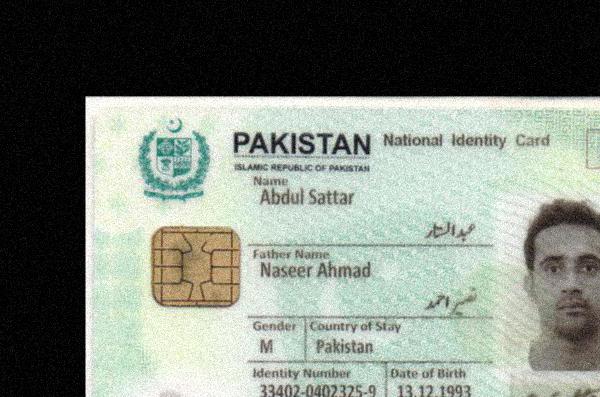 PAKISTAN National Identity Card
ISLAMIC REPUBLIC OF PAKISTAN
Name
Abdul Sattar
عبدالستار
Father Name
Naseer Ahmad
نصیر احمد
Gender Country of Stay
M Pakistan
Identity Number Date of Birth
33402-0402325-9 13.12.1993